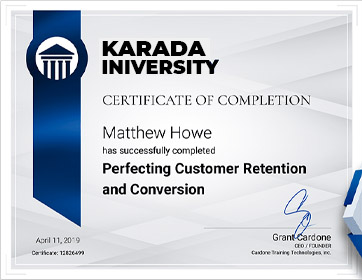 KARADA
INIVERSITY
CERTIFICATE OF COMPLETION
Matthew Howe
has successfully completed
Perfecting Customer Retention
and Conversion
April 11, 2019
Certificate: 12826499
Grant Cardone
CEO / FOUNDER
Cardone Training Technologies, Inc.